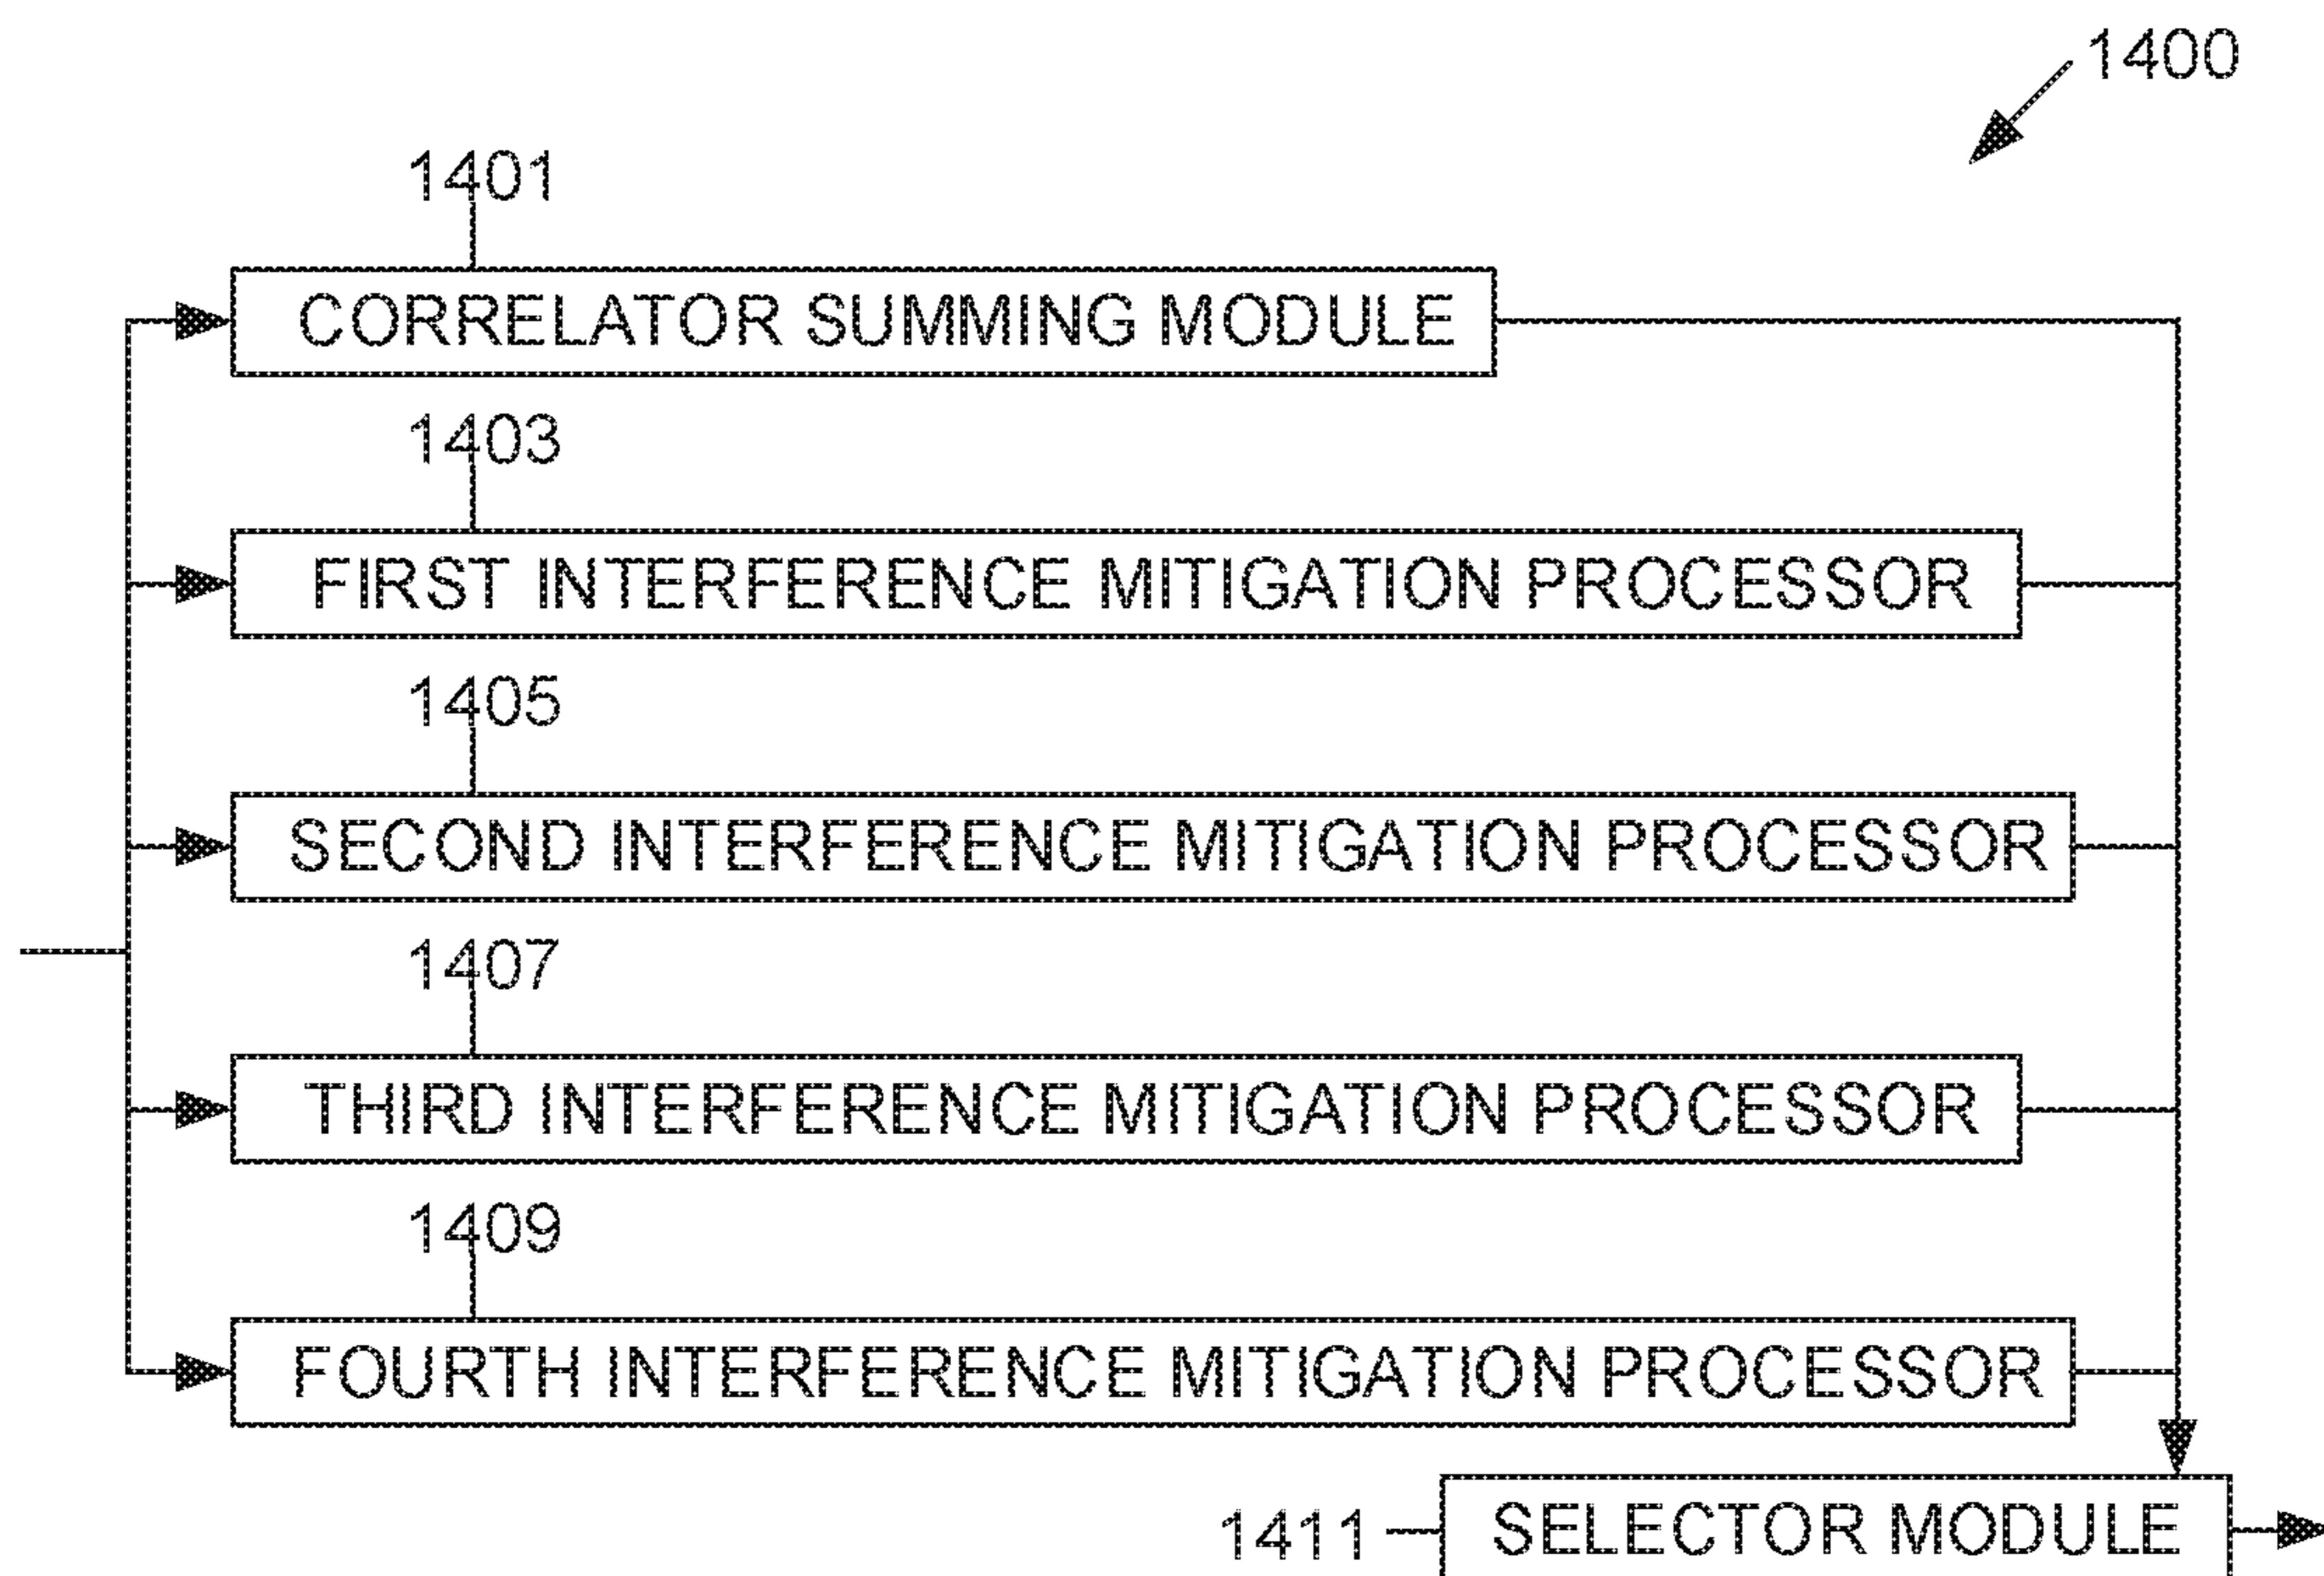 1400
1401
CORRELATOR SUMMING MODULE
1403
FIRST INTERFERENCE MITIGATION PROCESSOR
1405
SECOND INTERFERENCE MITIGATION PROCESSOR
1407
THIRD INTERFERENCE MITIGATION PROCESSOR
1409
FOURTH INTERFERENCE MITIGATION PROCESSOR
1411
SELECTOR MODULE